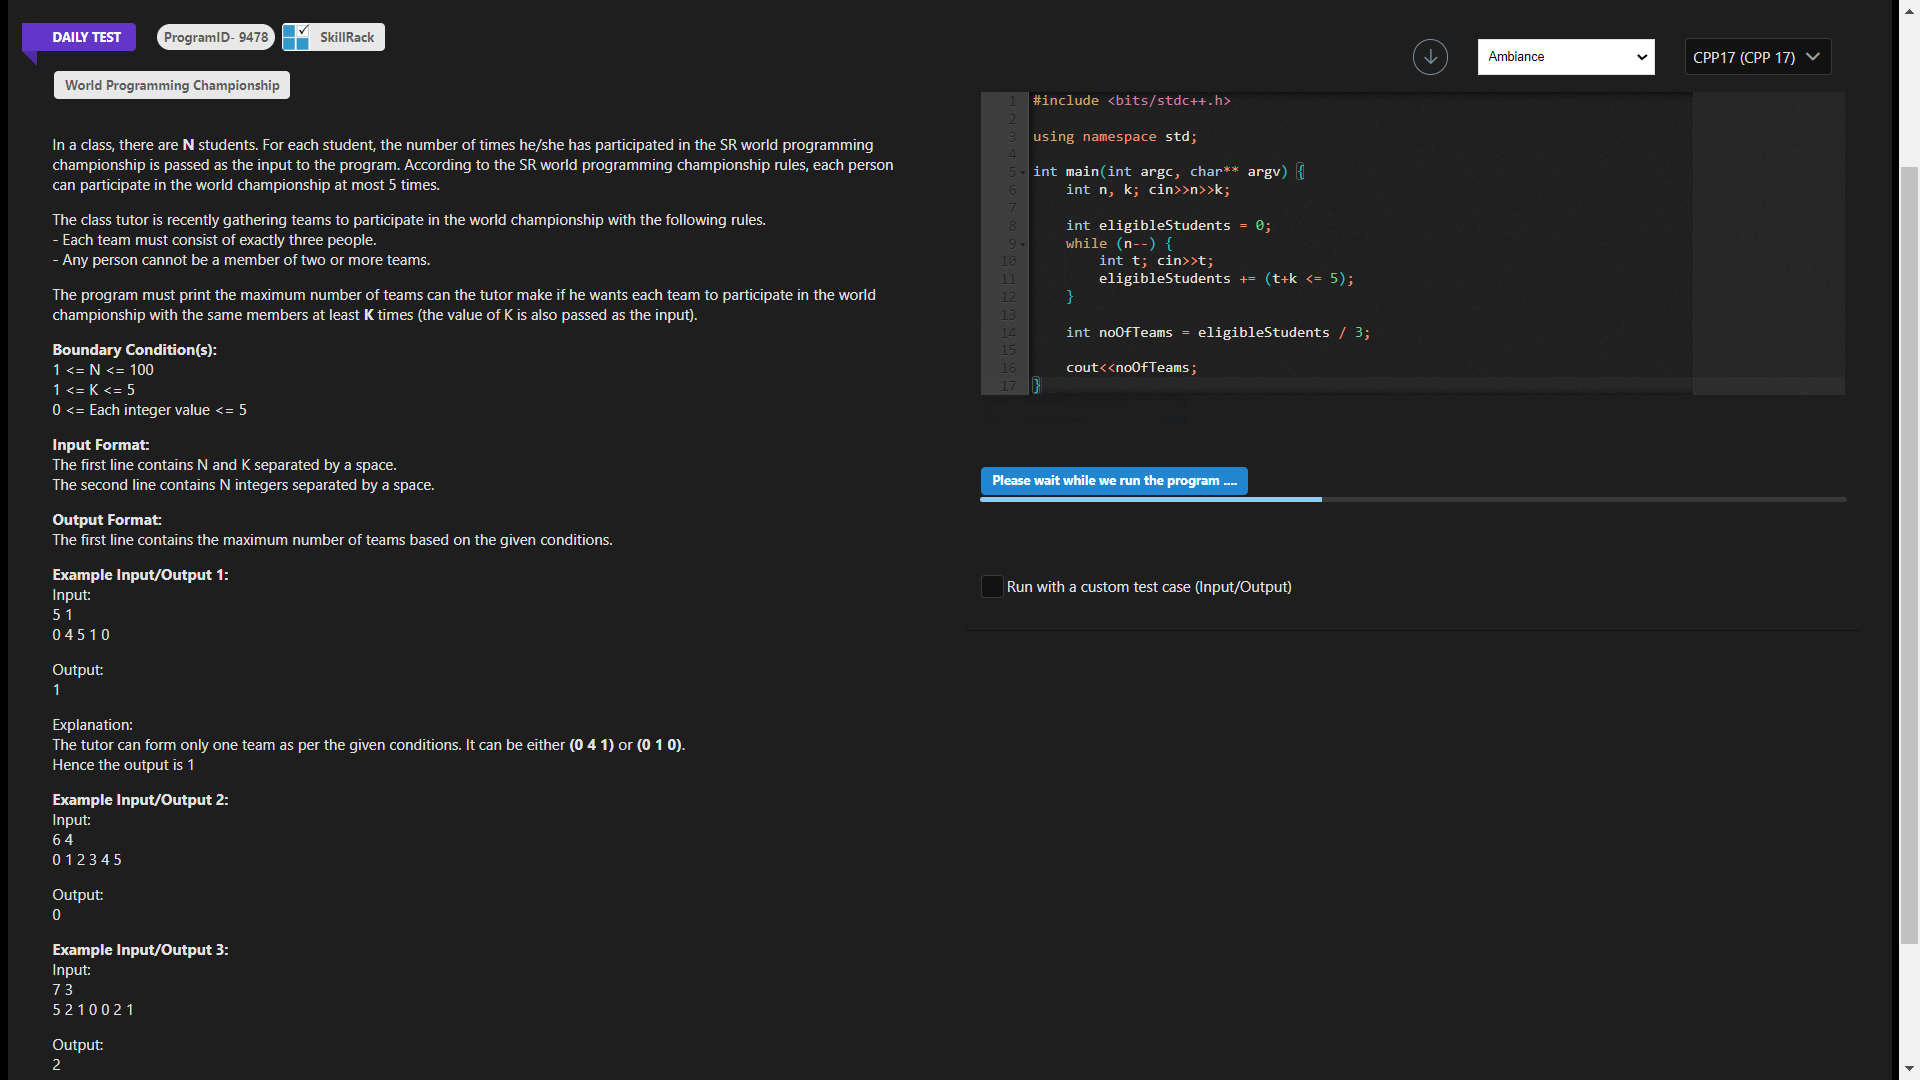 DAILY TEST
ProgramID- 9478
SkillRack
World Programming Championship
In a class, there are N students. For each student, the number of times he/she has participated in the SR world programming
championship is passed as the input to the program. According to the SR world programming championship rules, each person
can participate in the world championship at most 5 times.
The class tutor is recently gathering teams to participate in the world championship with the following rules.
- Each team must consist of exactly three people.
- Any person cannot be a member of two or more teams.
The program must print the maximum number of teams can the tutor make if he wants each team to participate in the world
championship with the same members at least K times (the value of K is also passed as the input).
Boundary Condition(s):
1 <= N <= 100
1 <= K <= 5
0 <= Each integer value <= 5
Input Format:
The first line contains N and K separated by a space.
The second line contains N integers separated by a space.
Output Format:
The first line contains the maximum number of teams based on the given conditions.
Example Input/Output 1:
Input:
5 1
0 4 5 1 0
Output:
1
Explanation:
The tutor can form only one team as per the given conditions. It can be either (0 4 1) or (0 1 0).
Hence the output is 1
Example Input/Output 2:
Input:
6 4
0 1 2 3 4 5
Output:
0
Example Input/Output 3:
Input:
7 3
5 2 1 0 0 2 1
Output:
2
Ambiance
CPP17 (CPP 17)
1 #include <bits/stdc++.h>
2
3 using namespace std;
4
5 int main(int argc, char** argv) {
6 int n, k; cin>>n>>k;
7
8 int eligibleStudents = 0;
9 while (n--) {
10 int t; cin>>t;
11 eligibleStudents += (t+k <= 5);
12 }
13
14 int noOfTeams = eligibleStudents / 3;
15
16 cout<<noOfTeams;
17 }
Please wait while we run the program ....
Run with a custom test case (Input/Output)